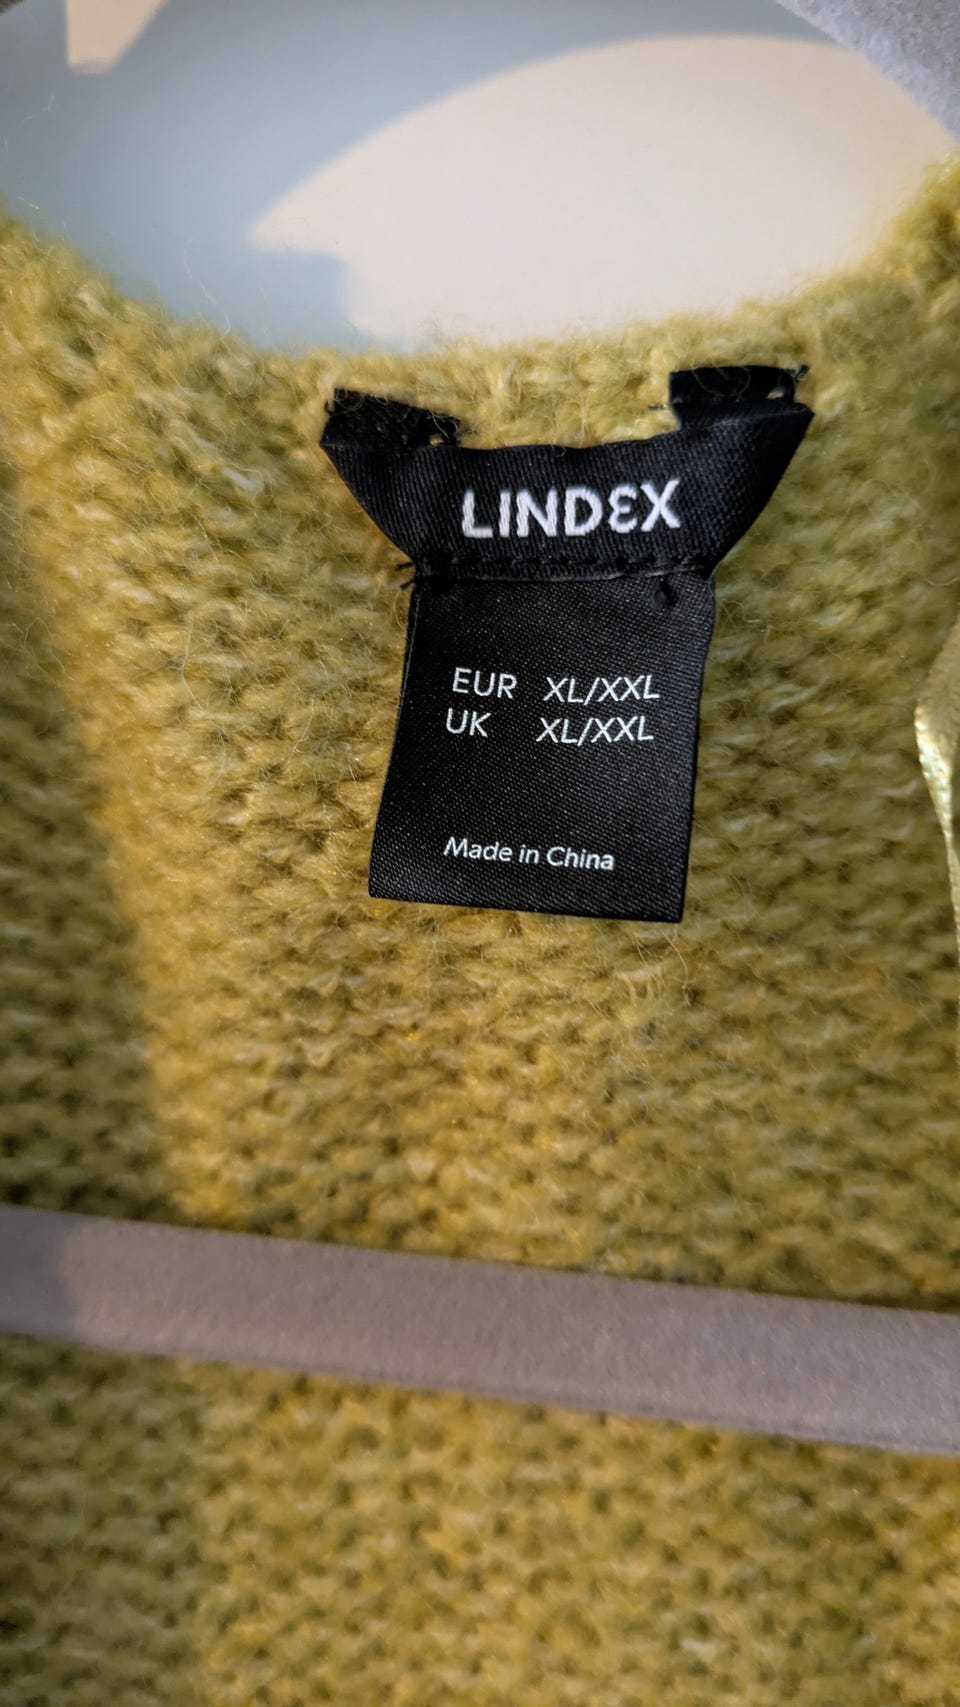 LINDEX
EUR XL/XXL
UK XL/XXL
Made in China